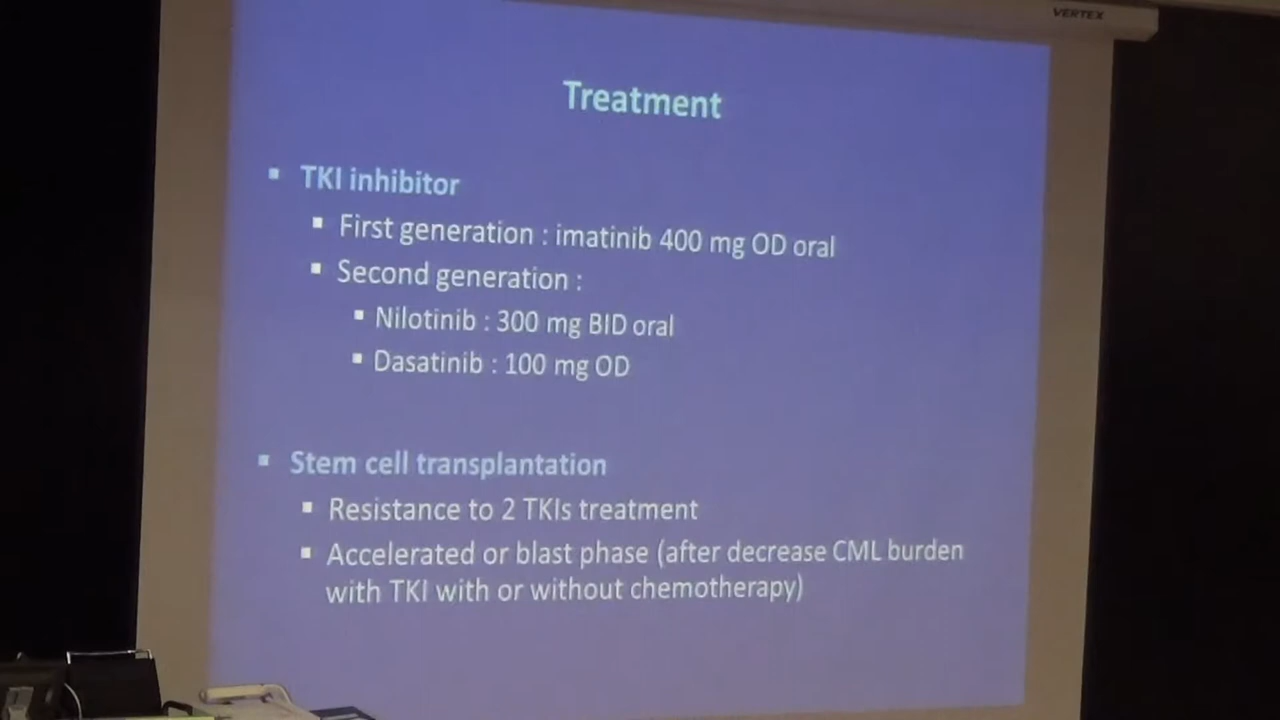 VERTEX
Treatment
▪ TKI inhibitor
▪ First generation : imatinib 400 mg OD oral
▪ Second generation :
▪ Nilotinib : 300 mg BID oral
▪ Dasatinib : 100 mg OD
▪ Stem cell transplantation
▪ Resistance to 2 TKIs treatment
▪ Accelerated or blast phase (after decrease CML burden
with TKI with or without chemotherapy)